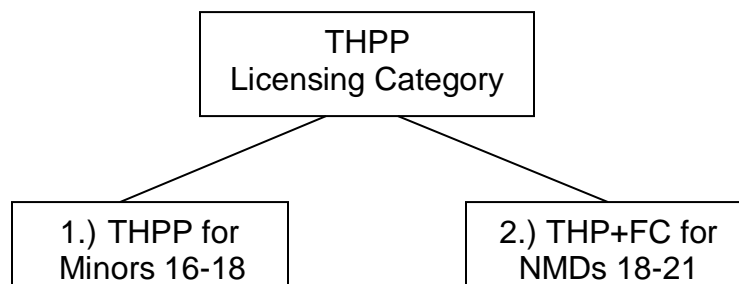 THPP
Licensing Category
1.) THPP for
Minors 16-18
2.) THP+FC for
NMDs 18-21